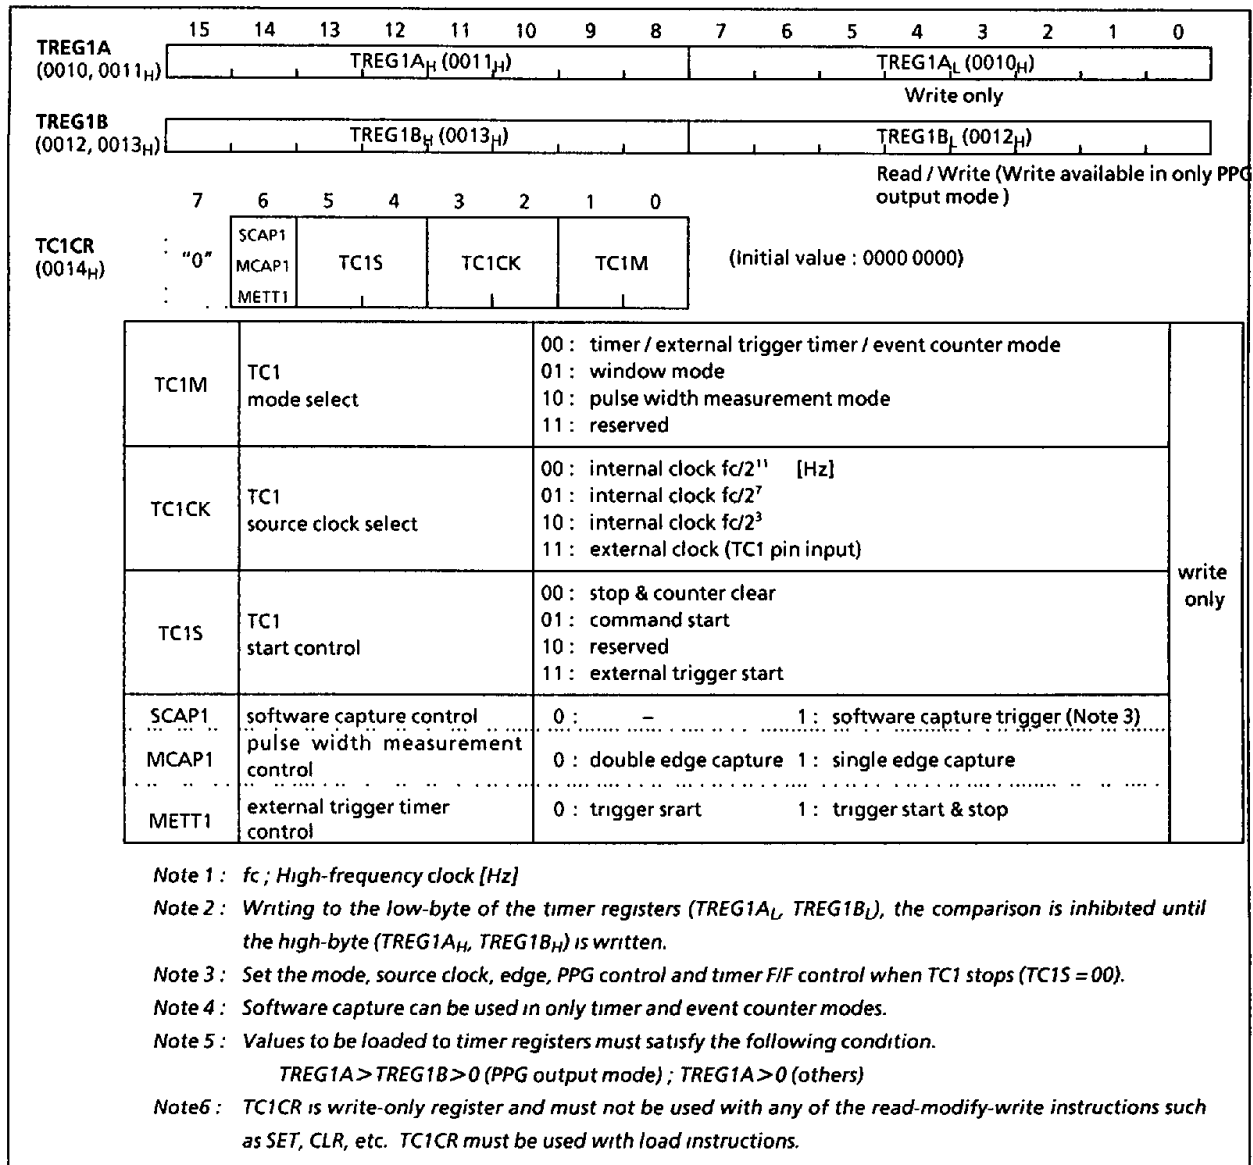 15 14 13 12 11 10 9 8 7 6 5 4 3 2 1 0
TREG1A
(0010, 0011H) TREG1AH (0011H) TREG1AL (0010H)
Write only
TREG1B
(0012, 0013H) TREG1BH (0013H) TREG1BL (0012H)
Read / Write (Write available in only PPG
output mode )
7 6 5 4 3 2 1 0
TC1CR
(0014H) "0" SCAP1 MCAP1 METT1 TC1S TC1CK TC1M (Initial value : 0000 0000)
TC1M TC1
mode select
00 : timer / external trigger timer / event counter mode
01 : window mode
10 : pulse width measurement mode
11 : reserved
TC1CK TC1
source clock select
00 : internal clock fc/2¹¹ [Hz]
01 : internal clock fc/2⁷
10 : internal clock fc/2³
11 : external clock (TC1 pin input)
TC1S TC1
start control
00 : stop & counter clear
01 : command start
10 : reserved
11 : external trigger start
write
only
SCAP1 software capture control 0 : – 1 : software capture trigger (Note 3)
MCAP1 pulse width measurement
control 0 : double edge capture 1 : single edge capture
METT1 external trigger timer
control 0 : trigger srart 1 : trigger start & stop
Note 1 : fc ; High-frequency clock [Hz]
Note 2 : Writing to the low-byte of the timer registers (TREG1AL, TREG1BL), the comparison is inhibited until
the high-byte (TREG1AH, TREG1BH) is written.
Note 3 : Set the mode, source clock, edge, PPG control and timer F/F control when TC1 stops (TC1S = 00).
Note 4 : Software capture can be used in only timer and event counter modes.
Note 5 : Values to be loaded to timer registers must satisfy the following condition.
TREG1A > TREG1B > 0 (PPG output mode) ; TREG1A > 0 (others)
Note6 : TC1CR is write-only register and must not be used with any of the read-modify-write instructions such
as SET, CLR, etc. TC1CR must be used with load instructions.